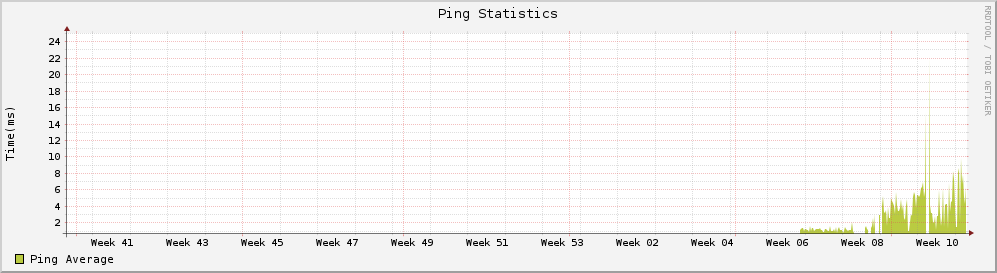 Ping Statistics
RRDTOOL / TOBI OETIKER
Time(ms)
24
22
20
18
16
14
12
10
8
6
4
2
Week 41 Week 43 Week 45 Week 47 Week 49 Week 51 Week 53 Week 02 Week 04 Week 06 Week 08 Week 10
Ping Average